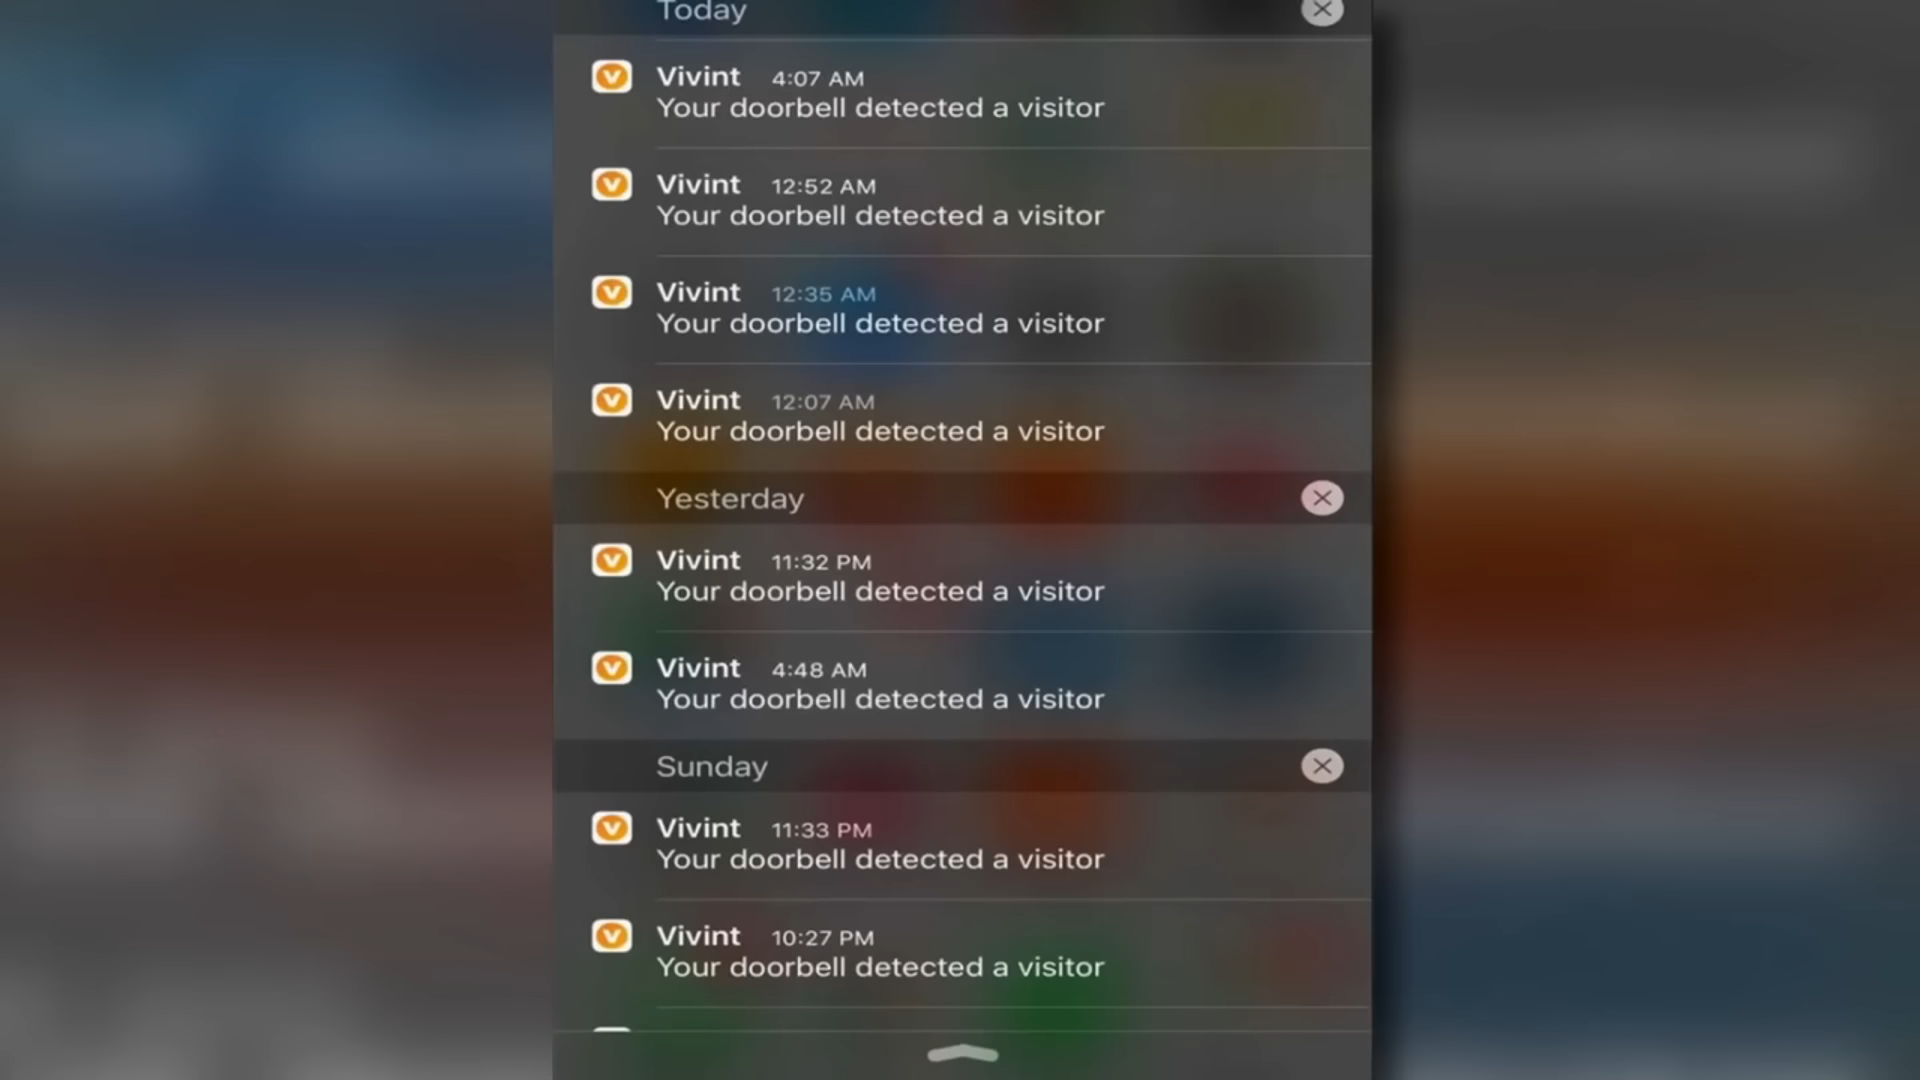 Today
Vivint 4:07 AM
Your doorbell detected a visitor
Vivint 12:52 AM
Your doorbell detected a visitor
Vivint 12:35 AM
Your doorbell detected a visitor
Vivint 12:07 AM
Your doorbell detected a visitor
Yesterday
Vivint 11:32 PM
Your doorbell detected a visitor
Vivint 4:48 AM
Your doorbell detected a visitor
Sunday
Vivint 11:33 PM
Your doorbell detected a visitor
Vivint 10:27 PM
Your doorbell detected a visitor